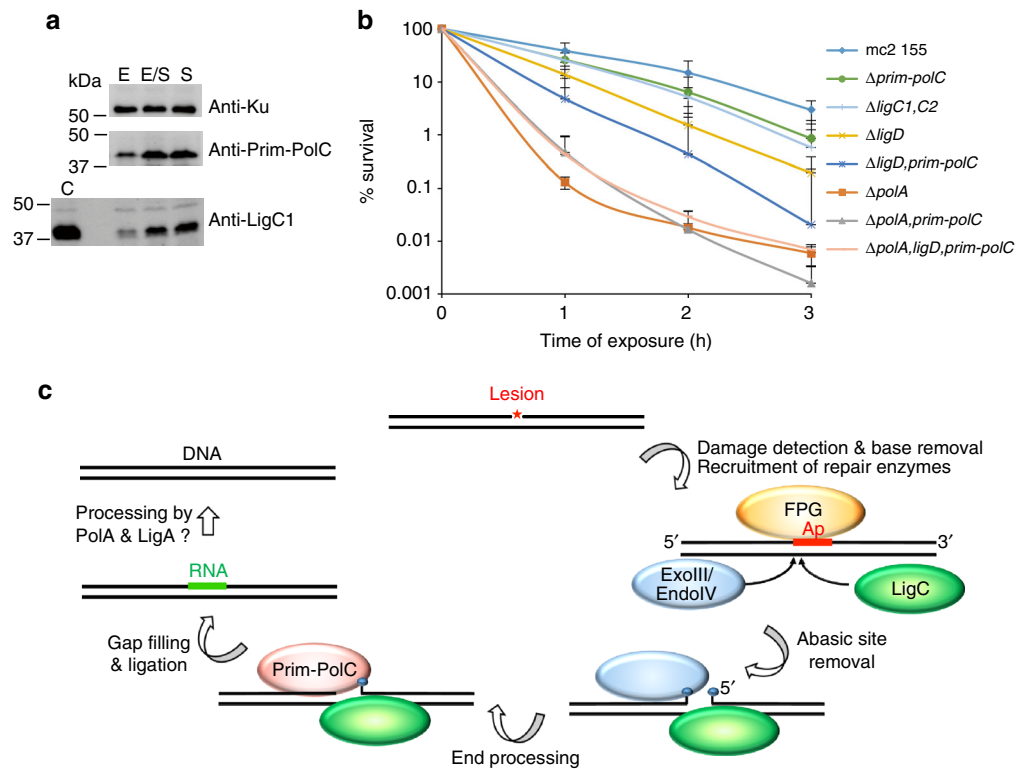 a
kDa
E
E/S
S
50
Anti-Ku
50
37
Anti-Prim-PolC
C
50
37
Anti-LigC1
b
% survival
100
10
1
0.1
0.01
0.001
0
1
2
3
Time of exposure (h)
mc2 155
Δprim-polC
ΔligC1,C2
ΔligD
ΔligD,prim-polC
ΔpolA
ΔpolA,prim-polC
ΔpolA,ligD,prim-polC
c
Lesion
Damage detection & base removal
Recruitment of repair enzymes
FPG
Ap
5′
3′
ExoIII/
EndoIV
LigC
Abasic site
removal
5′
End processing
Prim-PolC
Gap filling
& ligation
RNA
Processing by
PolA & LigA ?
DNA